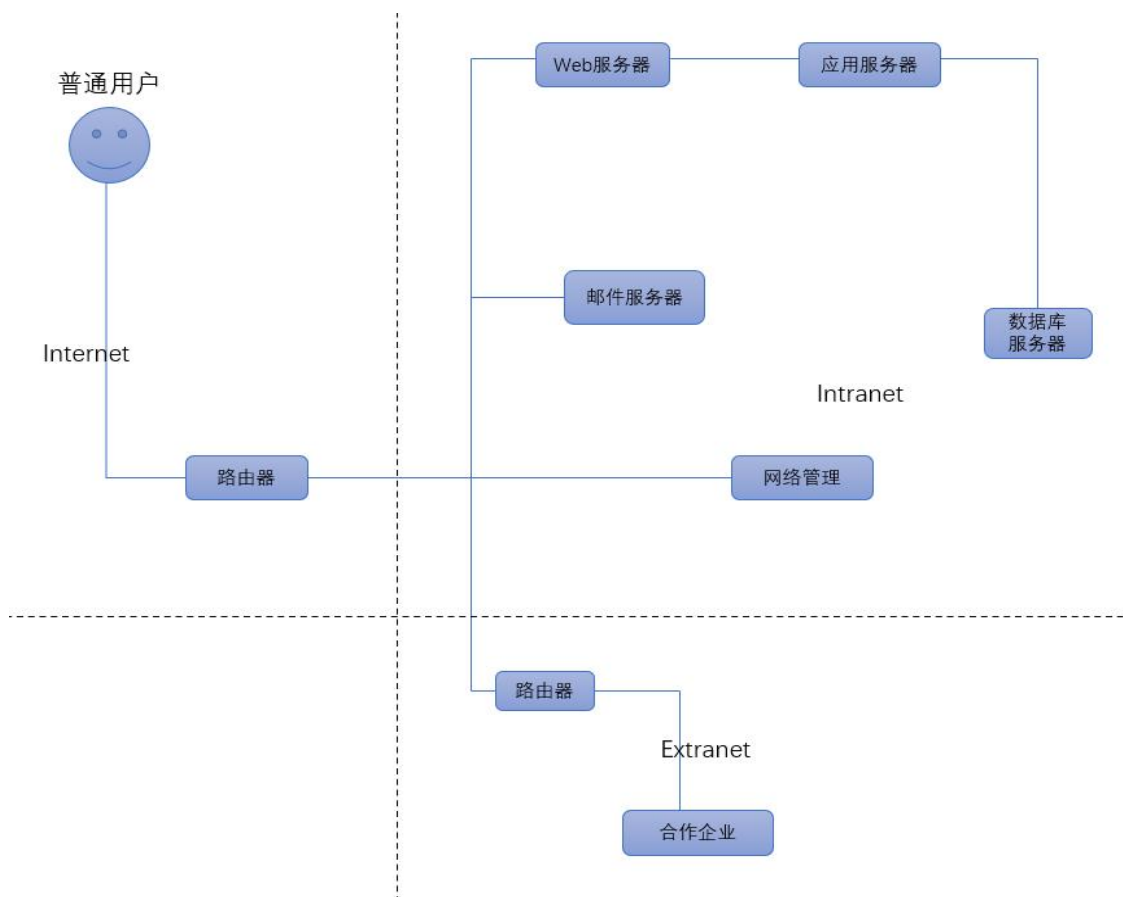 Web服务器
应用服务器
普通用户
邮件服务器
数据库
服务器
Internet
Intranet
路由器
网络管理
路由器
Extranet
合作企业